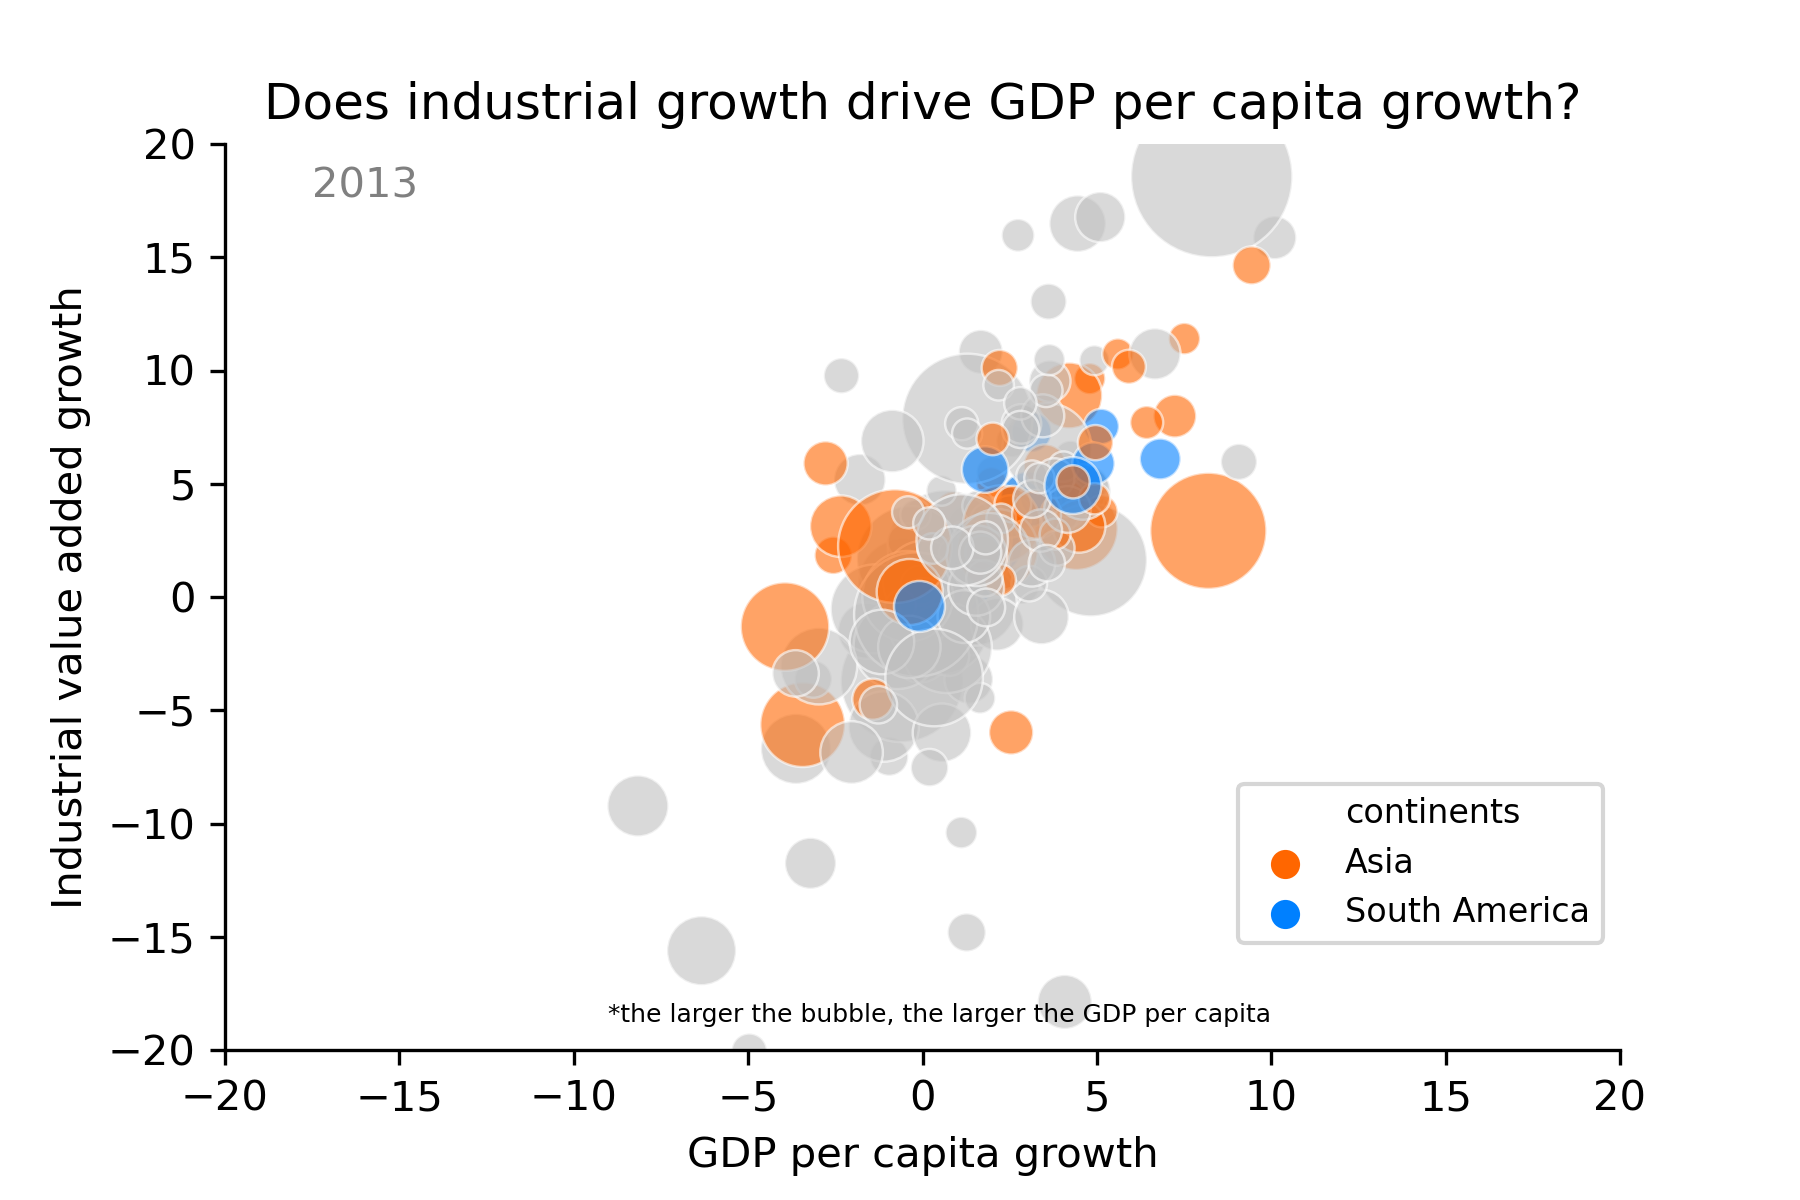 Does industrial growth drive GDP per capita growth?
2013
Industrial value added growth
20
15
10
5
0
−5
−10
−15
−20
continents
Asia
South America
*the larger the bubble, the larger the GDP per capita
−20 −15 −10 −5 0 5 10 15 20
GDP per capita growth